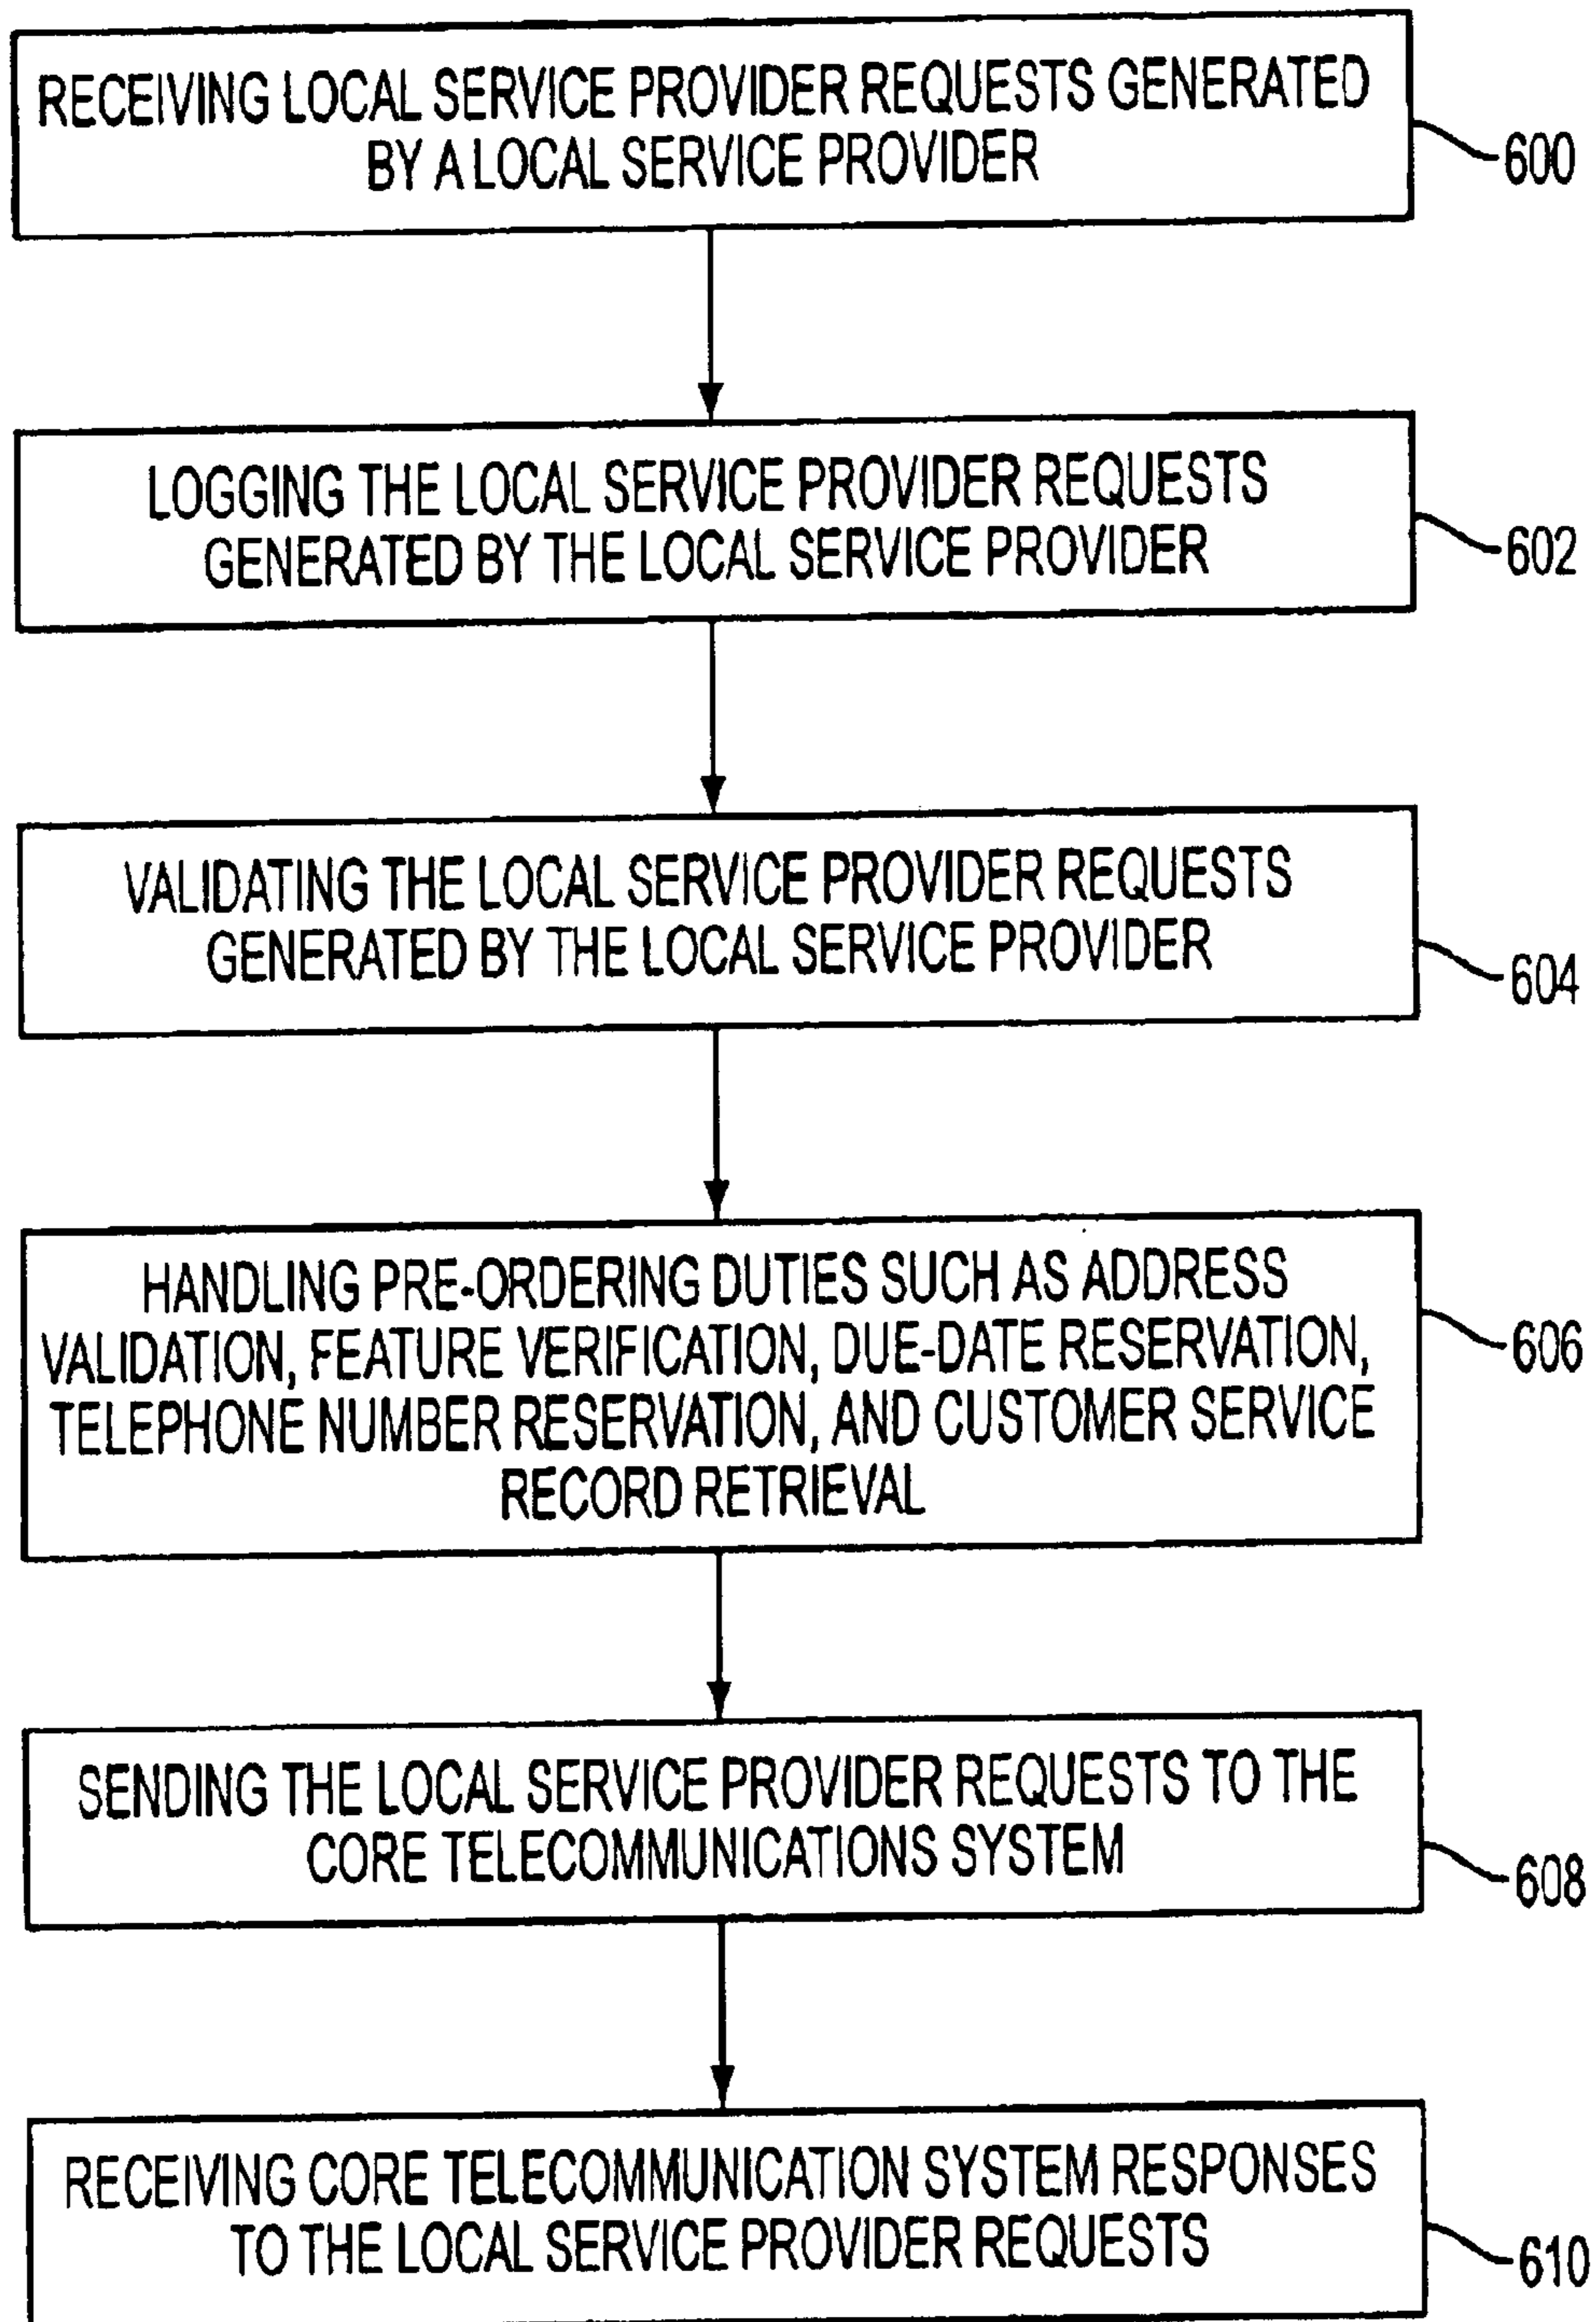 RECEIVING LOCAL SERVICE PROVIDER REQUESTS GENERATED
BY A LOCAL SERVICE PROVIDER
600
LOGGING THE LOCAL SERVICE PROVIDER REQUESTS
GENERATED BY THE LOCAL SERVICE PROVIDER
602
VALIDATING THE LOCAL SERVICE PROVIDER REQUESTS
GENERATED BY THE LOCAL SERVICE PROVIDER
604
HANDLING PRE-ORDERING DUTIES SUCH AS ADDRESS
VALIDATION, FEATURE VERIFICATION, DUE-DATE RESERVATION,
TELEPHONE NUMBER RESERVATION, AND CUSTOMER SERVICE
RECORD RETRIEVAL
606
SENDING THE LOCAL SERVICE PROVIDER REQUESTS TO THE
CORE TELECOMMUNICATIONS SYSTEM
608
RECEIVING CORE TELECOMMUNICATION SYSTEM RESPONSES
TO THE LOCAL SERVICE PROVIDER REQUESTS
610